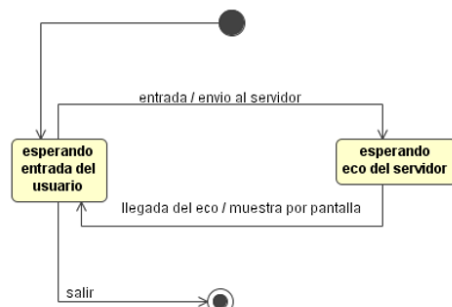 entrada / envio al servidor
esperando
entrada del
usuario
esperando
eco del servidor
llegada del eco / muestra por pantalla
salir